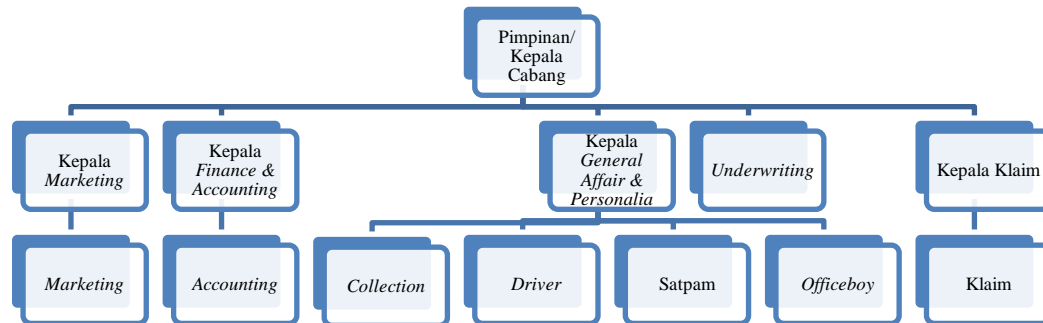 Pimpinan/
Kepala
Cabang
Kepala
Marketing
Kepala
Finance &
Accounting
Kepala
General
Affair &
Personalia
Underwriting
Kepala Klaim
Marketing
Accounting
Collection
Driver
Satpam
Officeboy
Klaim